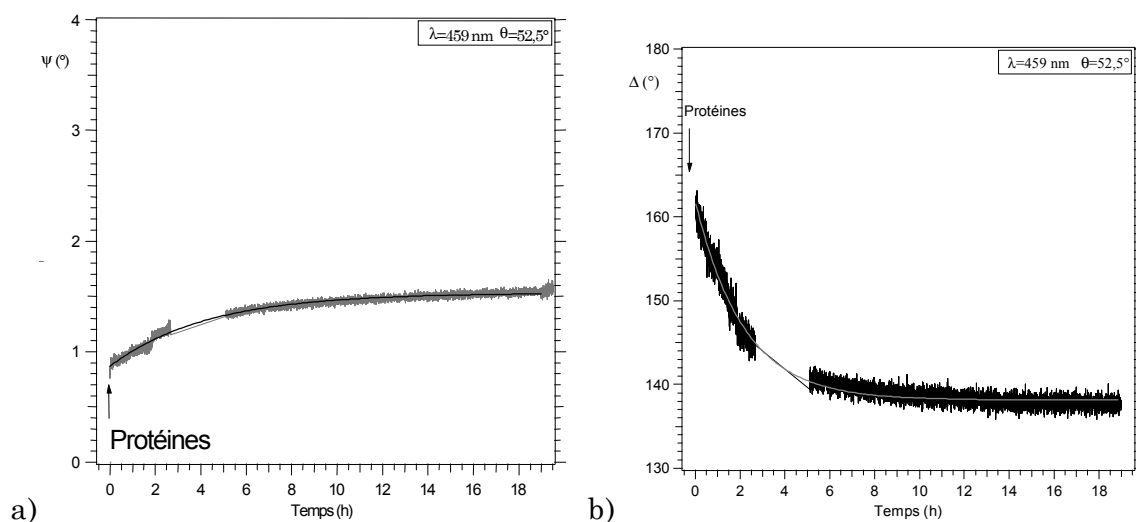 4
λ=459 nm θ=52,5°
Ψ (°)
3
2
1
0
Protéines
0 2 4 6 8 10 12 14 16 18
Temps (h)
a)
180
λ=459 nm θ=52,5°
Δ (°)
Protéines
170
160
150
140
130
0 2 4 6 8 10 12 14 16 18
Temps (h)
b)